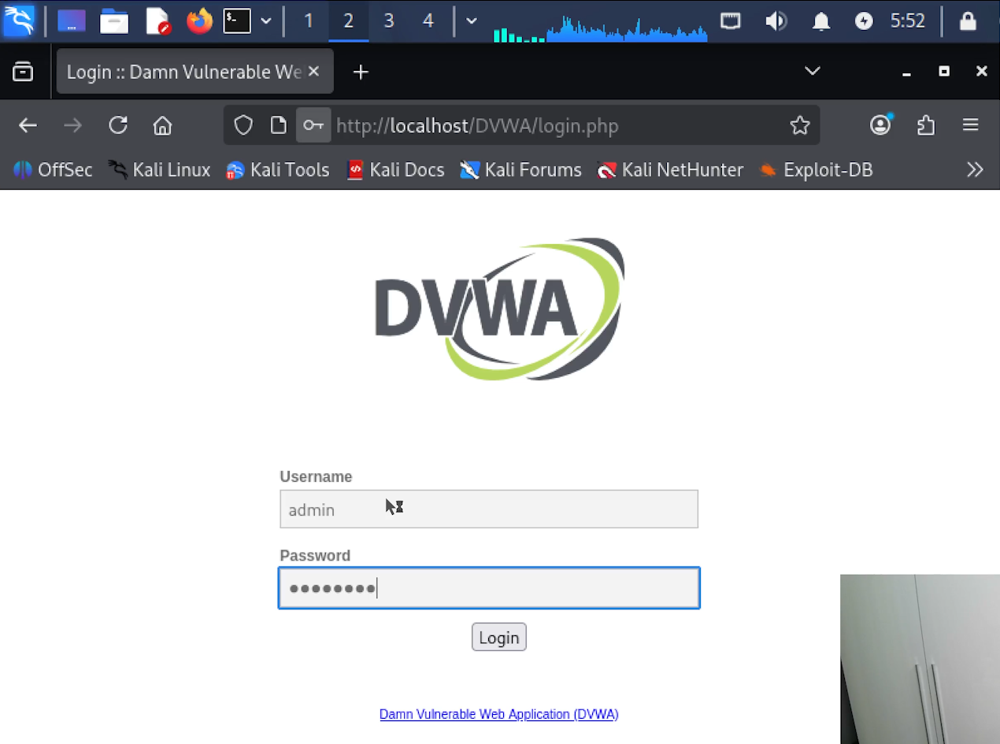 1 2 3 4 5:52
Login :: Damn Vulnerable We
http://localhost/DVWA/login.php
OffSec Kali Linux Kali Tools Kali Docs Kali Forums Kali NetHunter Exploit-DB
DVWA
Username
admin
Password
Login
Damn Vulnerable Web Application (DVWA)